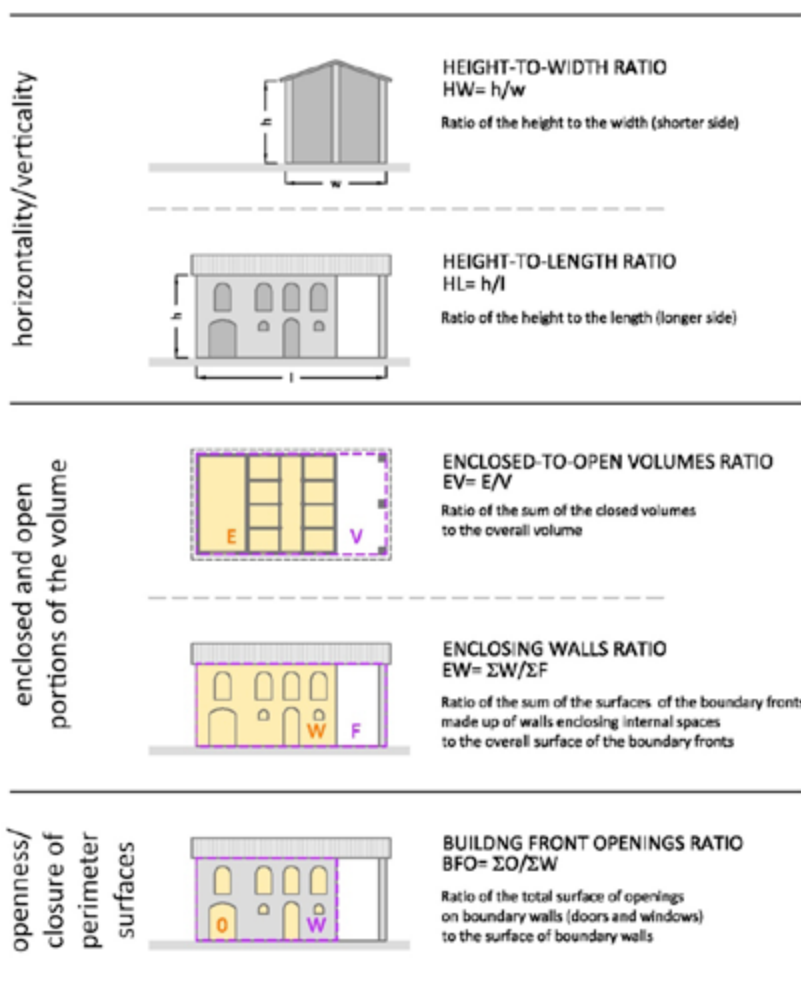 horizontality/verticality
HEIGHT-TO-WIDTH RATIO
HW= h/w
Ratio of the height to the width (shorter side)
h
w
HEIGHT-TO-LENGTH RATIO
HL= h/l
Ratio of the height to the length (longer side)
h
l
enclosed and open
portions of the volume
ENCLOSED-TO-OPEN VOLUMES RATIO
EV= E/V
Ratio of the sum of the closed volumes
to the overall volume
E
V
ENCLOSING WALLS RATIO
EW= ΣW/ΣF
Ratio of the sum of the surfaces of the boundary fronts
made up of walls enclosing internal spaces
to the overall surface of the boundary fronts
W
F
openness/
closure of
perimeter
surfaces
BUILDNG FRONT OPENINGS RATIO
BFO= ΣO/ΣW
Ratio of the total surface of openings
on boundary walls (doors and windows)
to the surface of boundary walls
O
W